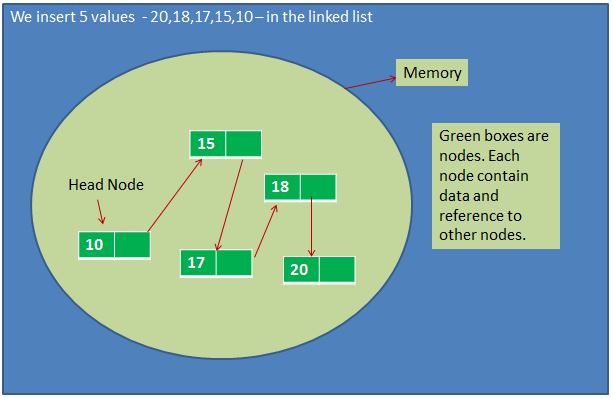 We insert 5 values  - 20,18,17,15,10 – in the linked list
Memory
Green boxes are
nodes. Each
node contain
data and
reference to
other nodes.
15
Head Node
18
10
17
20